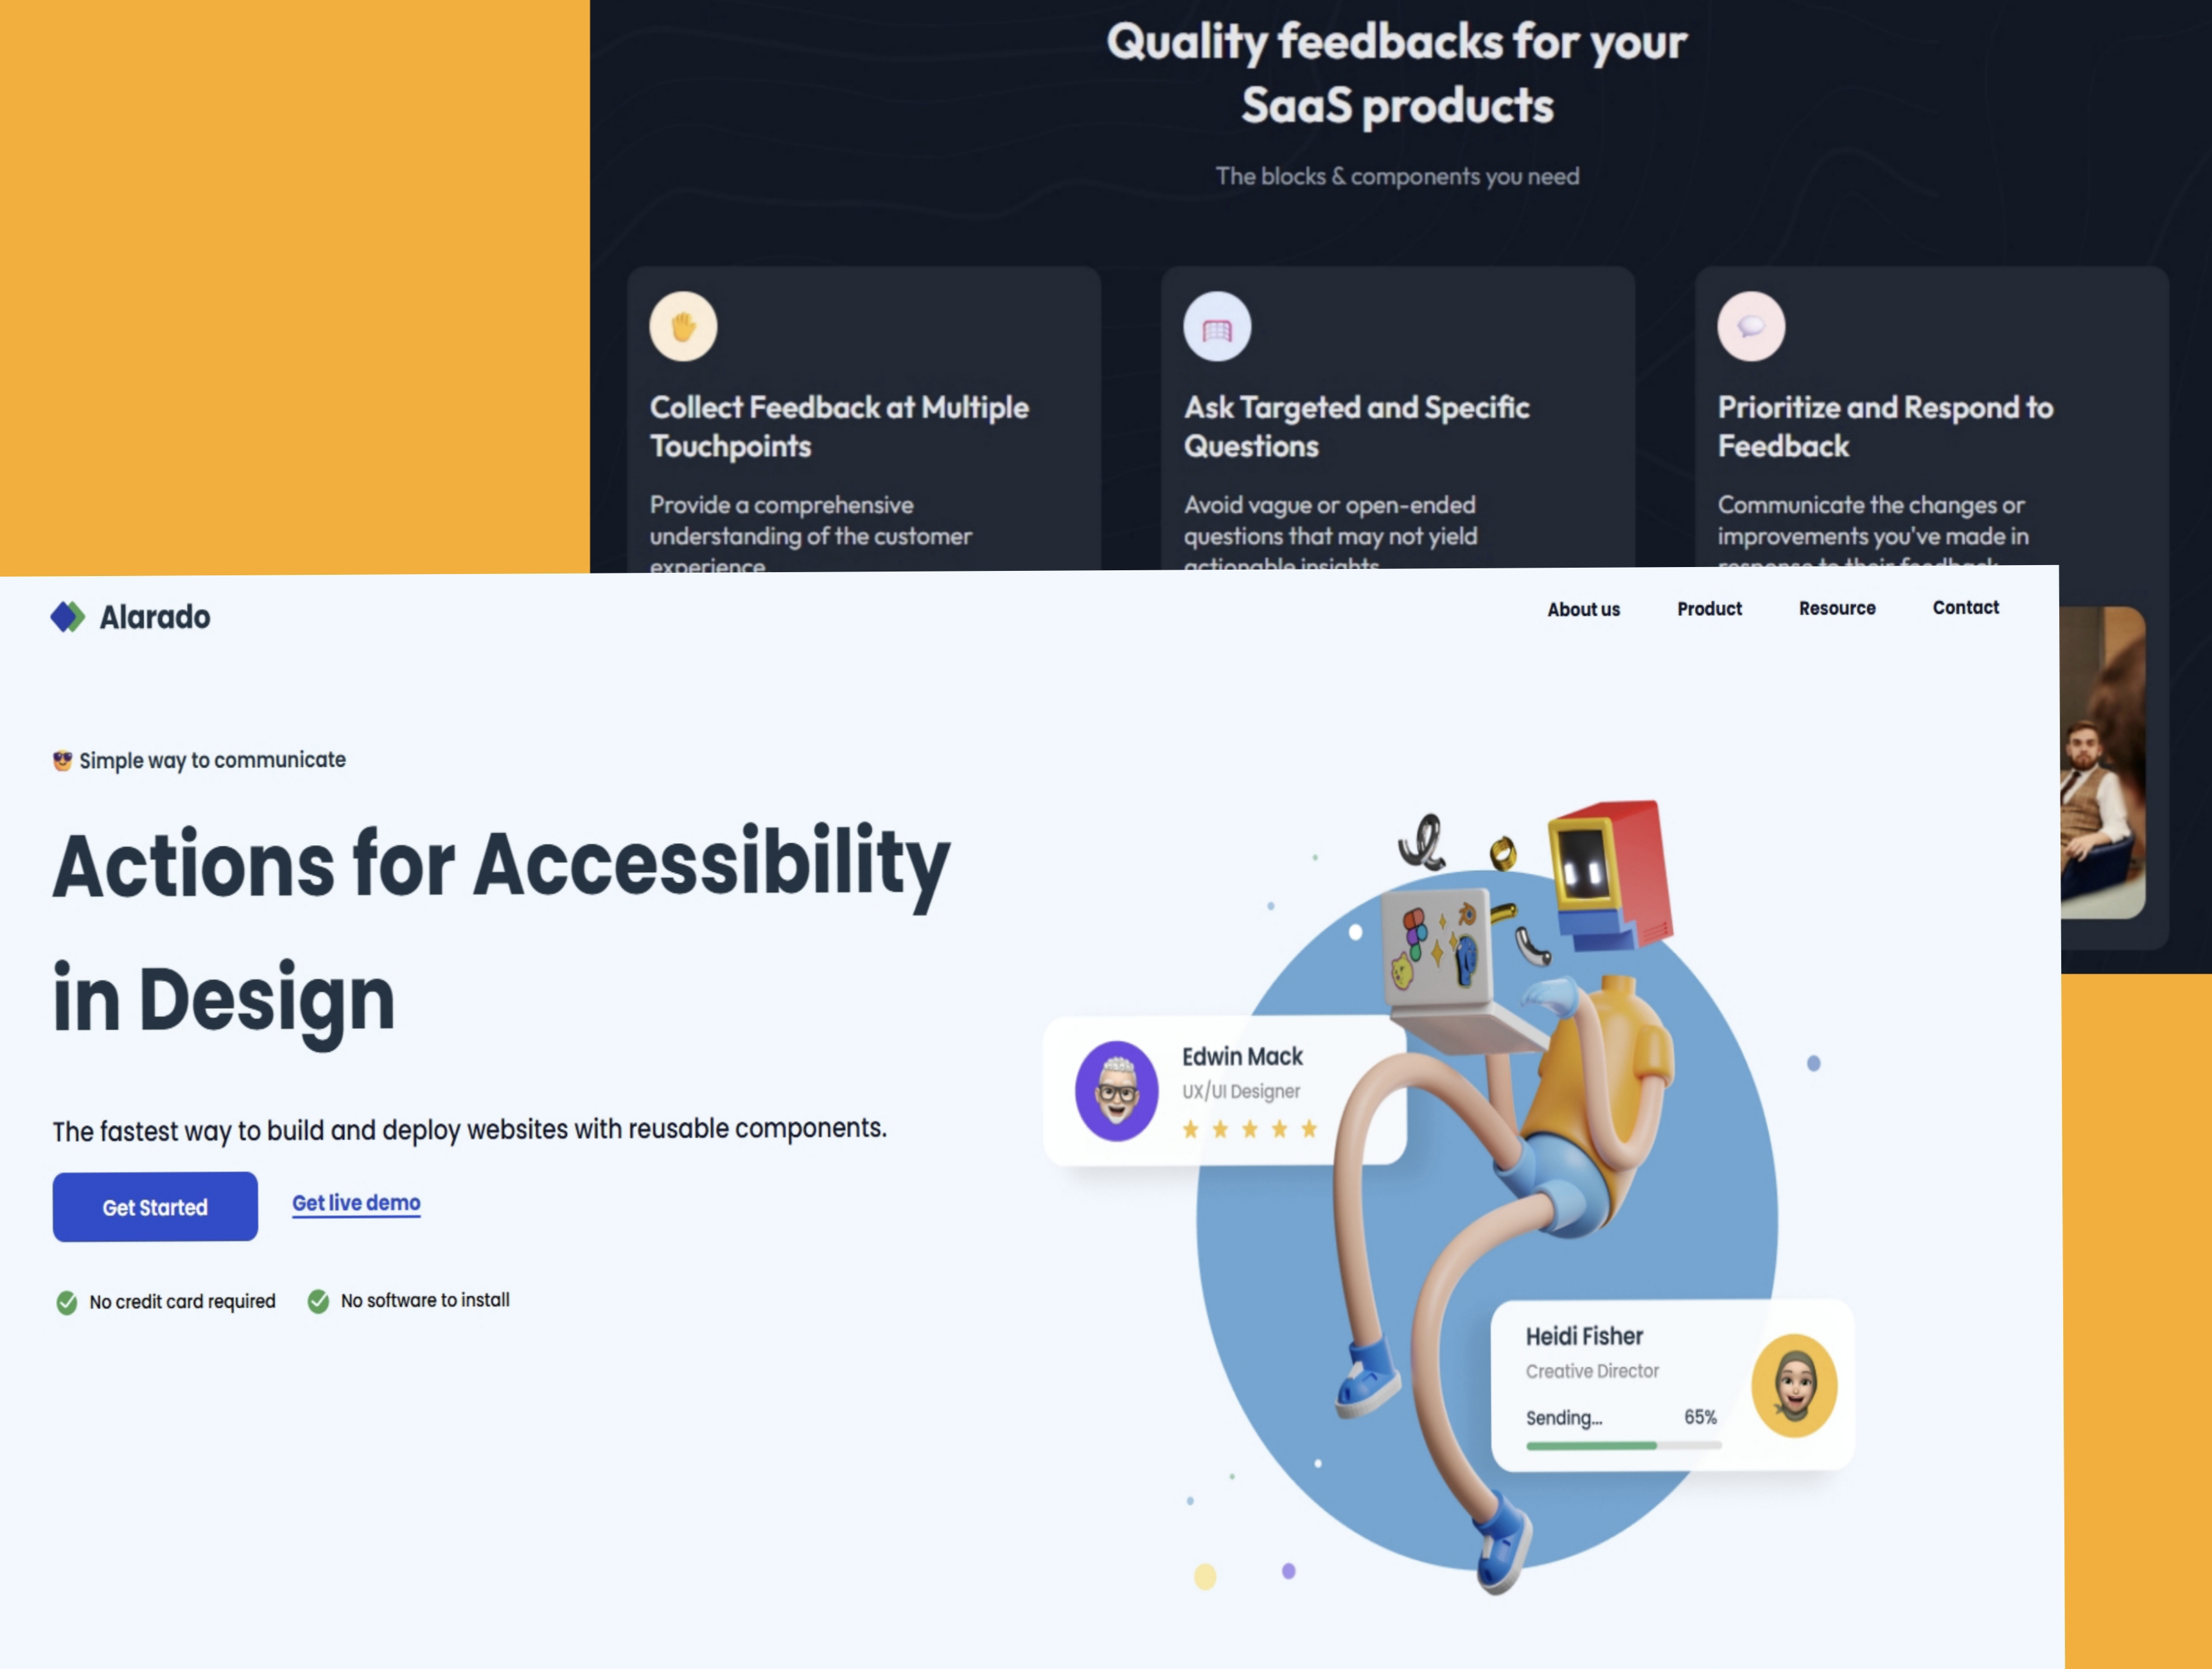 Quality feedbacks for your
SaaS products
The blocks & components you need
Collect Feedback at Multiple
Touchpoints
Provide a comprehensive
understanding of the customer
experience
Ask Targeted and Specific
Questions
Avoid vague or open-ended
questions that may not yield
actionable insights
Prioritize and Respond to
Feedback
Communicate the changes or
improvements you've made in
response to their feedback
Alarado
About us
Product
Resource
Contact
Simple way to communicate
Actions for Accessibility
in Design
The fastest way to build and deploy websites with reusable components.
Get Started
Get live demo
No credit card required
No software to install
Edwin Mack
UX/UI Designer
Heidi Fisher
Creative Director
Sending...
65%